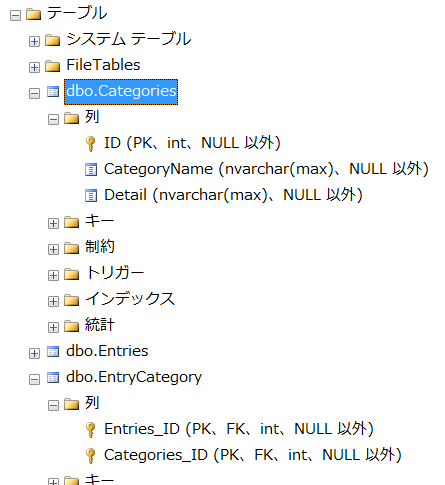 テーブル
システム テーブル
FileTables
dbo.Categories
列
ID (PK、int、NULL 以外)
CategoryName (nvarchar(max)、NULL 以外)
Detail (nvarchar(max)、NULL 以外)
キー
制約
トリガー
インデックス
統計
dbo.Entries
dbo.EntryCategory
列
Entries_ID (PK、FK、int、NULL 以外)
Categories_ID (PK、FK、int、NULL 以外)
キー